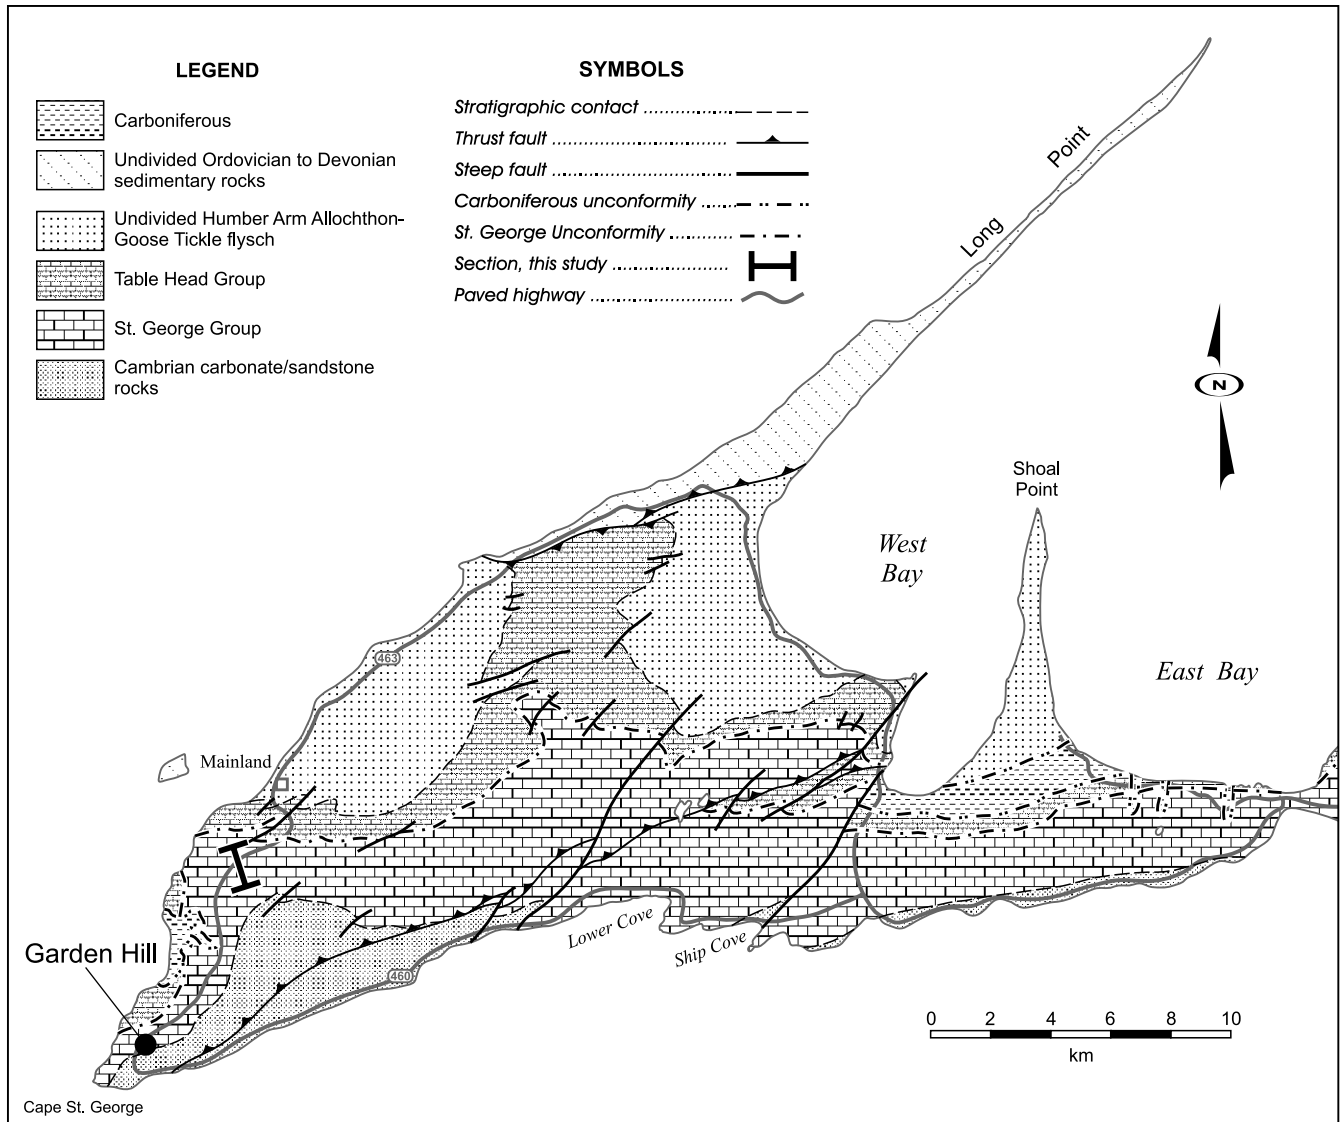 LEGEND
Carboniferous
Undivided Ordovician to Devonian
sedimentary rocks
Undivided Humber Arm Allochthon-
Goose Tickle flysch
Table Head Group
St. George Group
Cambrian carbonate/sandstone
rocks
SYMBOLS
Stratigraphic contact
Thrust fault
Steep fault
Carboniferous unconformity
St. George Unconformity
Section, this study
Paved highway
Long Point
N
Shoal
Point
West
Bay
East Bay
463
Mainland
Garden Hill
Lower Cove
Ship Cove
460
0 2 4 6 8 10
km
Cape St. George